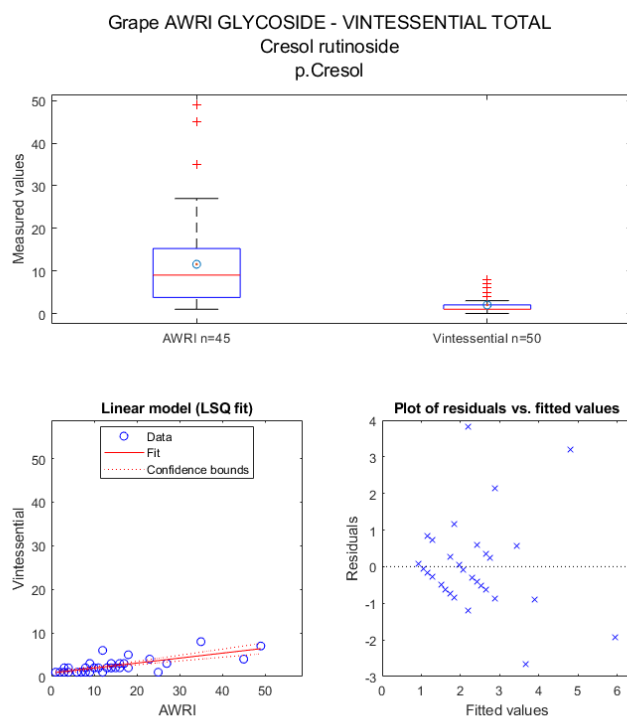 Grape AWRI GLYCOSIDE - VINTESSENTIAL TOTAL
Cresol rutinoside
p.Cresol
50
40
30
20
10
0
Measured values
AWRI n=45
Vintessential n=50
Linear model (LSQ fit)
Data
Fit
Confidence bounds
50
40
30
20
10
0
Vintessential
0 10 20 30 40 50
AWRI
Plot of residuals vs. fitted values
4
3
2
1
0
-1
-2
-3
Residuals
0 1 2 3 4 5 6
Fitted values